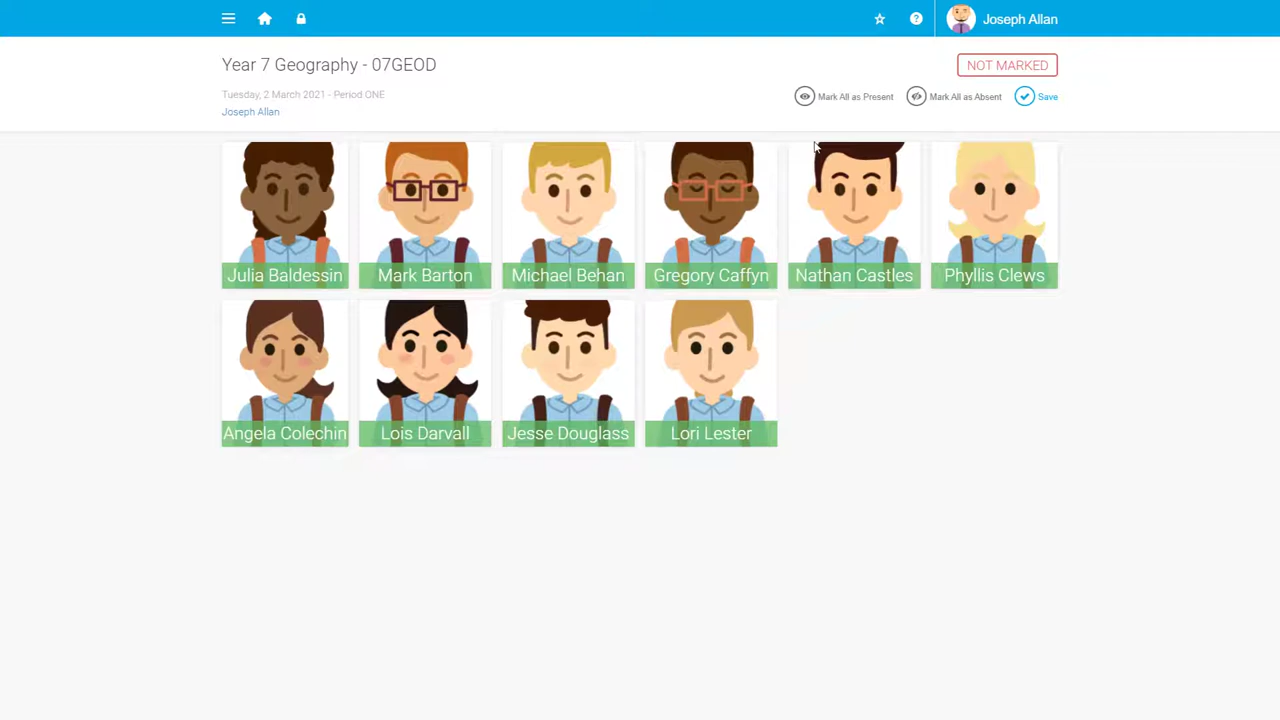 Joseph Allan
Year 7 Geography - 07GEOD
NOT MARKED
Tuesday, 2 March 2021 - Period ONE
Mark All as Present
Mark All as Absent
Save
Joseph Allan
Julia Baldessin
Mark Barton
Michael Behan
Gregory Caffyn
Nathan Castles
Phyllis Clews
Angela Colechin
Lois Darvall
Jesse Douglass
Lori Lester